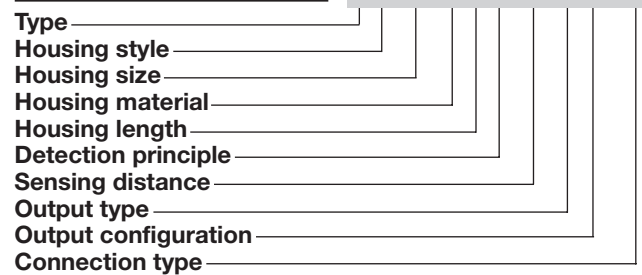 Type
Housing style
Housing size
Housing material
Housing length
Detection principle
Sensing distance
Output type
Output configuration
Connection type